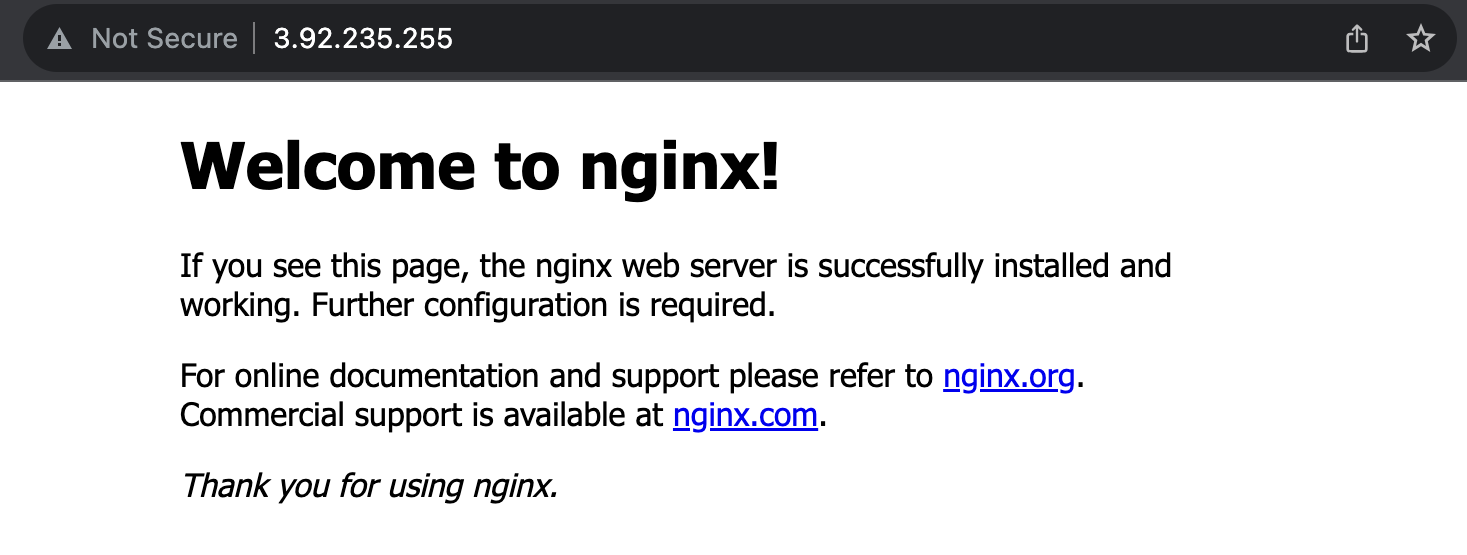 Not Secure 3.92.235.255
Welcome to nginx!
If you see this page, the nginx web server is successfully installed and
working. Further configuration is required.
For online documentation and support please refer to nginx.org.
Commercial support is available at nginx.com.
Thank you for using nginx.